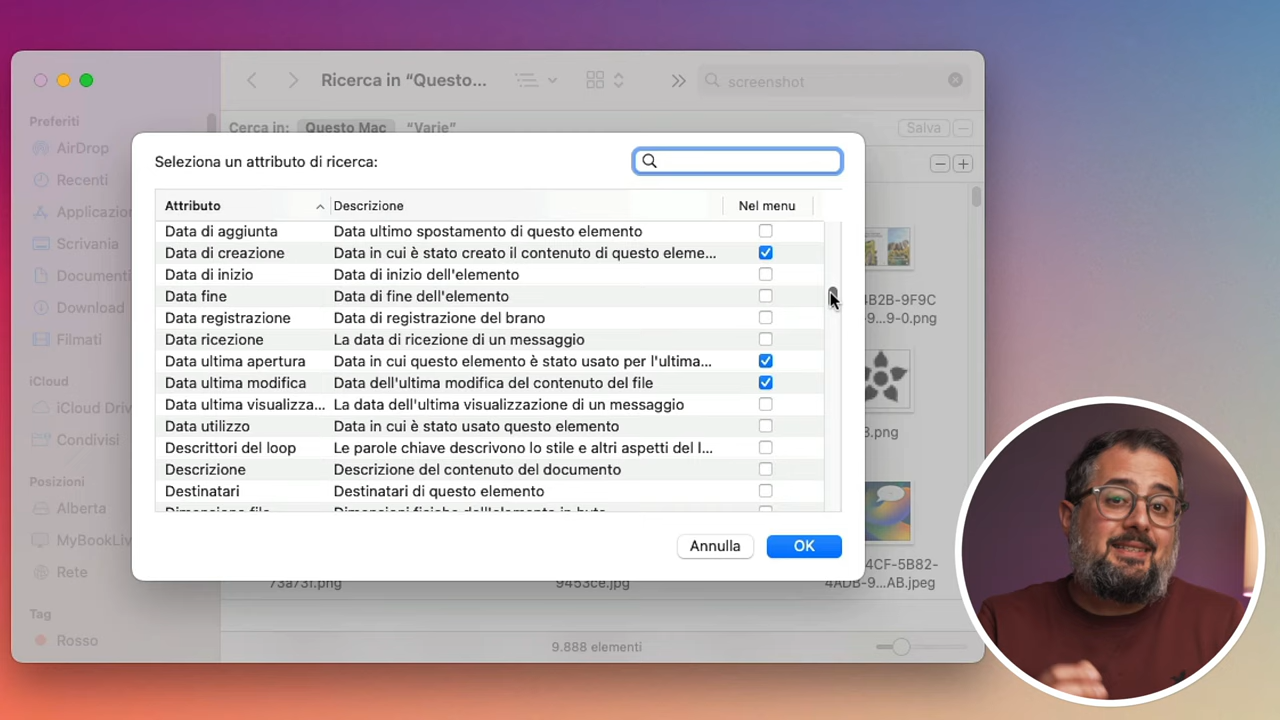 Ricerca in “Questo...
screenshot
Preferiti
Cerca in: Questo Mac “Varie” Salva
AirDrop
Recenti
Applicazio
Scrivania
Documenti
Download
Filmati
iCloud
iCloud Driv
Condivisi
Posizioni
Alberta
MyBookLiv
Rete
Tag
Rosso
Seleziona un attributo di ricerca:
Attributo Descrizione Nel menu
Data di aggiunta Data ultimo spostamento di questo elemento
Data di creazione Data in cui è stato creato il contenuto di questo eleme...
Data di inizio Data di inizio dell'elemento
Data fine Data di fine dell'elemento
Data registrazione Data di registrazione del brano
Data ricezione La data di ricezione di un messaggio
Data ultima apertura Data in cui questo elemento è stato usato per l'ultima...
Data ultima modifica Data dell'ultima modifica del contenuto del file
Data ultima visualizza... La data dell'ultima visualizzazione di un messaggio
Data utilizzo Data in cui è stato usato questo elemento
Descrittori del loop Le parole chiave descrivono lo stile e altri aspetti del l...
Descrizione Descrizione del contenuto del documento
Destinatari Destinatari di questo elemento
Annulla OK
4B2B-9F9C
-9...9-0.png
3.png
4CF-5B82-
73a73f.png 9453ce.jpg 4ADB-9...AB.jpeg
9.888 elementi